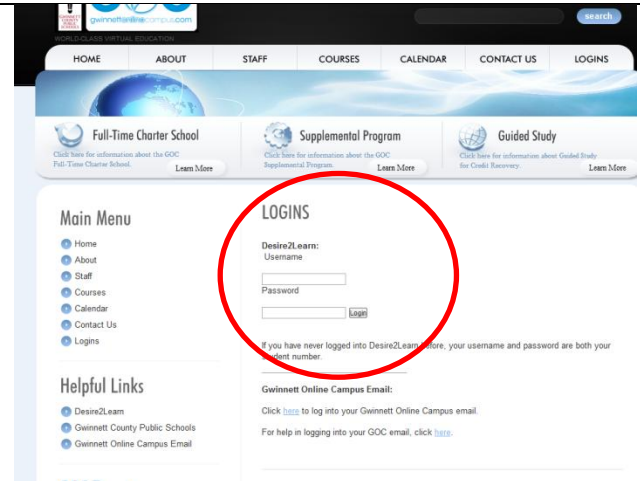 GWINNETT
COUNTY
PUBLIC
SCHOOLS
gwinnettonlinecampus.com
WORLD-CLASS VIRTUAL EDUCATION
search
HOME ABOUT STAFF COURSES CALENDAR CONTACT US LOGINS
Full-Time Charter School
Click here for information about the GOC
Full-Time Charter School.
Learn More
Supplemental Program
Click here for information about the GOC
Supplemental Program.
Learn More
Guided Study
Click here for information about Guided Study
for Credit Recovery.
Learn More
Main Menu
Home
About
Staff
Courses
Calendar
Contact Us
Logins
Helpful Links
Desire2Learn
Gwinnett County Public Schools
Gwinnett Online Campus Email
LOGINS
Desire2Learn:
Username
Password
Login
If you have never logged into Desire2Learn before, your username and password are both your
student number.
Gwinnett Online Campus Email:
Click here to log into your Gwinnett Online Campus email.
For help in logging into your GOC email, click here.